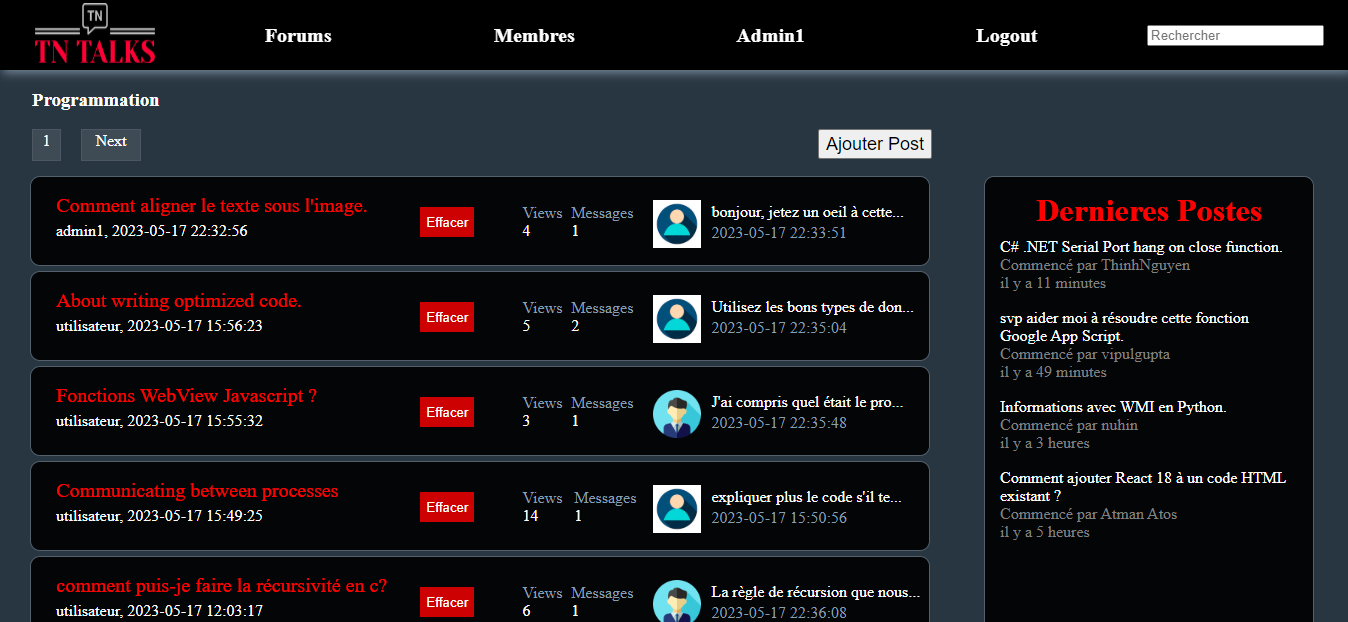 TN
TN TALKS
Forums
Membres
Admin1
Logout
Rechercher
Programmation
1
Next
Ajouter Post
Comment aligner le texte sous l'image.
admin1, 2023-05-17 22:32:56
Effacer
Views Messages
4 1
bonjour, jetez un oeil à cette...
2023-05-17 22:33:51
About writing optimized code.
utilisateur, 2023-05-17 15:56:23
Effacer
Views Messages
5 2
Utilisez les bons types de don...
2023-05-17 22:35:04
Fonctions WebView Javascript ?
utilisateur, 2023-05-17 15:55:32
Effacer
Views Messages
3 1
J'ai compris quel était le pro...
2023-05-17 22:35:48
Communicating between processes
utilisateur, 2023-05-17 15:49:25
Effacer
Views Messages
14 1
expliquer plus le code s'il te...
2023-05-17 15:50:56
comment puis-je faire la récursivité en c?
utilisateur, 2023-05-17 12:03:17
Effacer
Views Messages
6 1
La règle de récursion que nous...
2023-05-17 22:36:08
Dernieres Postes
C# .NET Serial Port hang on close function.
Commencé par ThinhNguyen
il y a 11 minutes
svp aider moi à résoudre cette fonction
Google App Script.
Commencé par vipulgupta
il y a 49 minutes
Informations avec WMI en Python.
Commencé par nuhin
il y a 3 heures
Comment ajouter React 18 à un code HTML
existant ?
Commencé par Atman Atos
il y a 5 heures